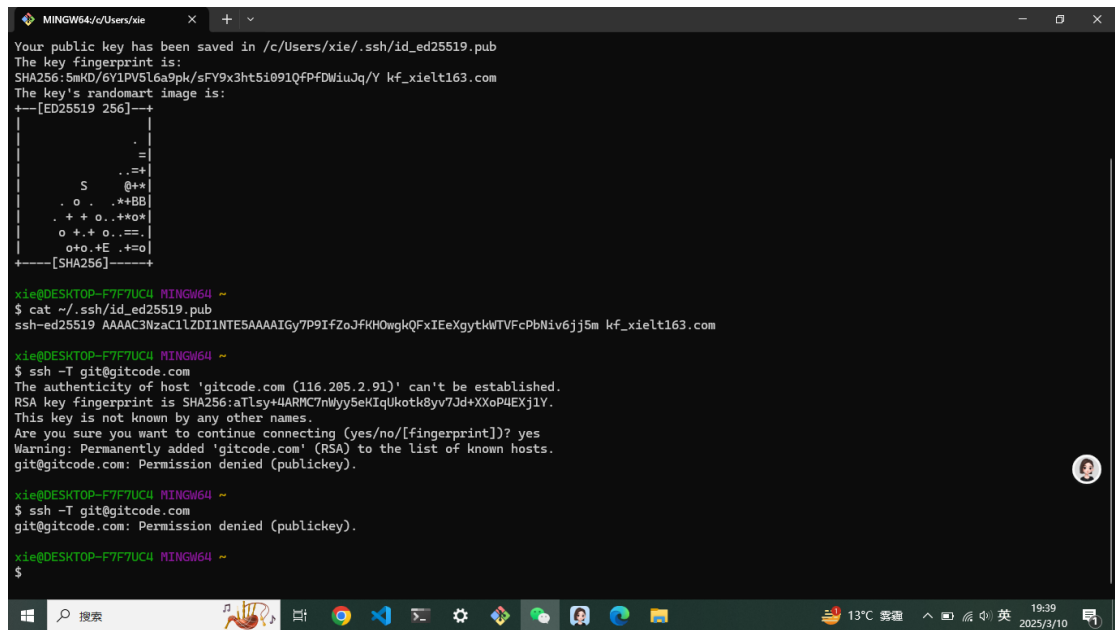 MINGW64:/c/Users/xie
Your public key has been saved in /c/Users/xie/.ssh/id_ed25519.pub
The key fingerprint is:
SHA256:5mKD/6Y1PV5l6a9pk/sFY9x3ht5i091QfPfDWiuJq/Y kf_xielt163.com
The key's randomart image is:
+--[ED25519 256]--+
|                 |
|               . |
|                =|
|             ..=+|
|       S     @+*|
|     . o .  .*+BB|
|    . + + o..+*o*|
|     o +.+ o..==.|
|      o+o.+E .+=o|
+----[SHA256]-----+
xie@DESKTOP-F7F7UC4 MINGW64 ~
$ cat ~/.ssh/id_ed25519.pub
ssh-ed25519 AAAAC3NzaC1lZDI1NTE5AAAAIGy7P9IfZoJfKHOwgkQFxIEeXgytkWTVFcPbNiv6jj5m kf_xielt163.com
xie@DESKTOP-F7F7UC4 MINGW64 ~
$ ssh -T git@gitcode.com
The authenticity of host 'gitcode.com (116.205.2.91)' can't be established.
RSA key fingerprint is SHA256:aTlsy+4ARMC7nWyy5eKIqUkotk8yv7Jd+XXoP4EXj1Y.
This key is not known by any other names.
Are you sure you want to continue connecting (yes/no/[fingerprint])? yes
Warning: Permanently added 'gitcode.com' (RSA) to the list of known hosts.
git@gitcode.com: Permission denied (publickey).
xie@DESKTOP-F7F7UC4 MINGW64 ~
$ ssh -T git@gitcode.com
git@gitcode.com: Permission denied (publickey).
xie@DESKTOP-F7F7UC4 MINGW64 ~
$
搜索
13°C 雾霾
英
19:39
2025/3/10